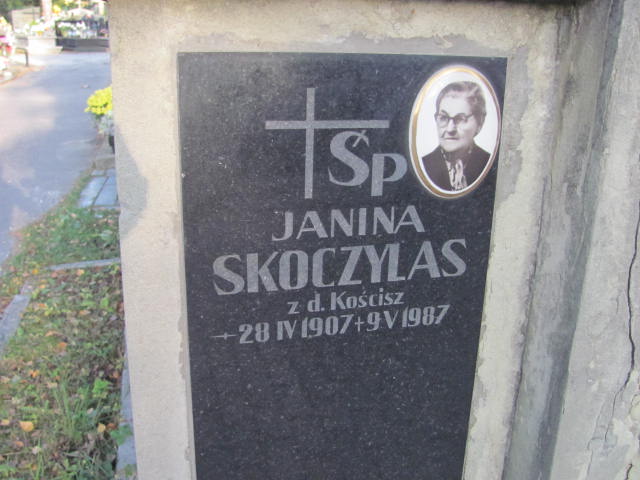 Śp
JANINA
SKOCZYLAS
z d. Kościsz
28 IV 1907 + 9 V 1987